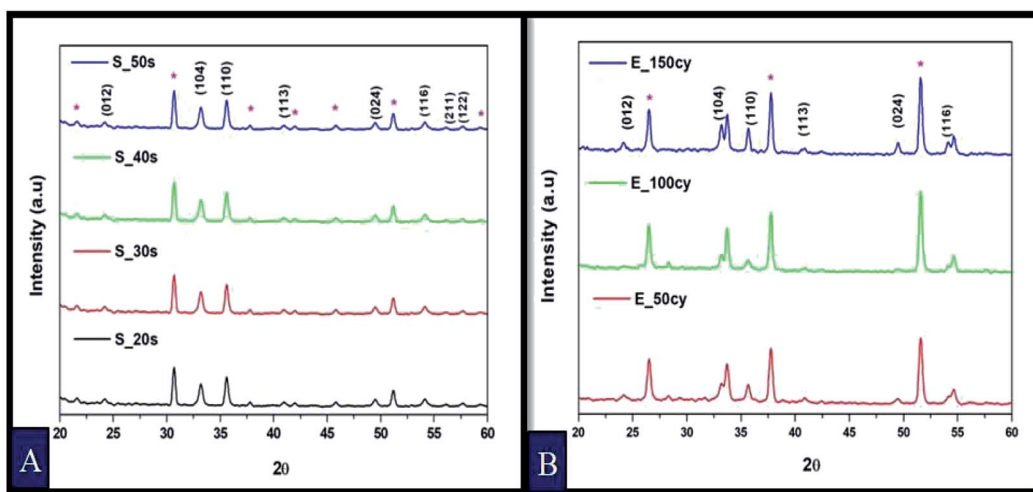 S_50s
* (012) * (104) (110) * (113) * * (024) * (116) (211) (122) *
S_40s
S_30s
S_20s
Intensity (a.u)
20 25 30 35 40 45 50 55 60
2θ
A
E_150cy
(012) * (104) (110) * (113) (024) * (116)
E_100cy
E_50cy
Intensity (a.u)
20 25 30 35 40 45 50 55 60
2θ
B